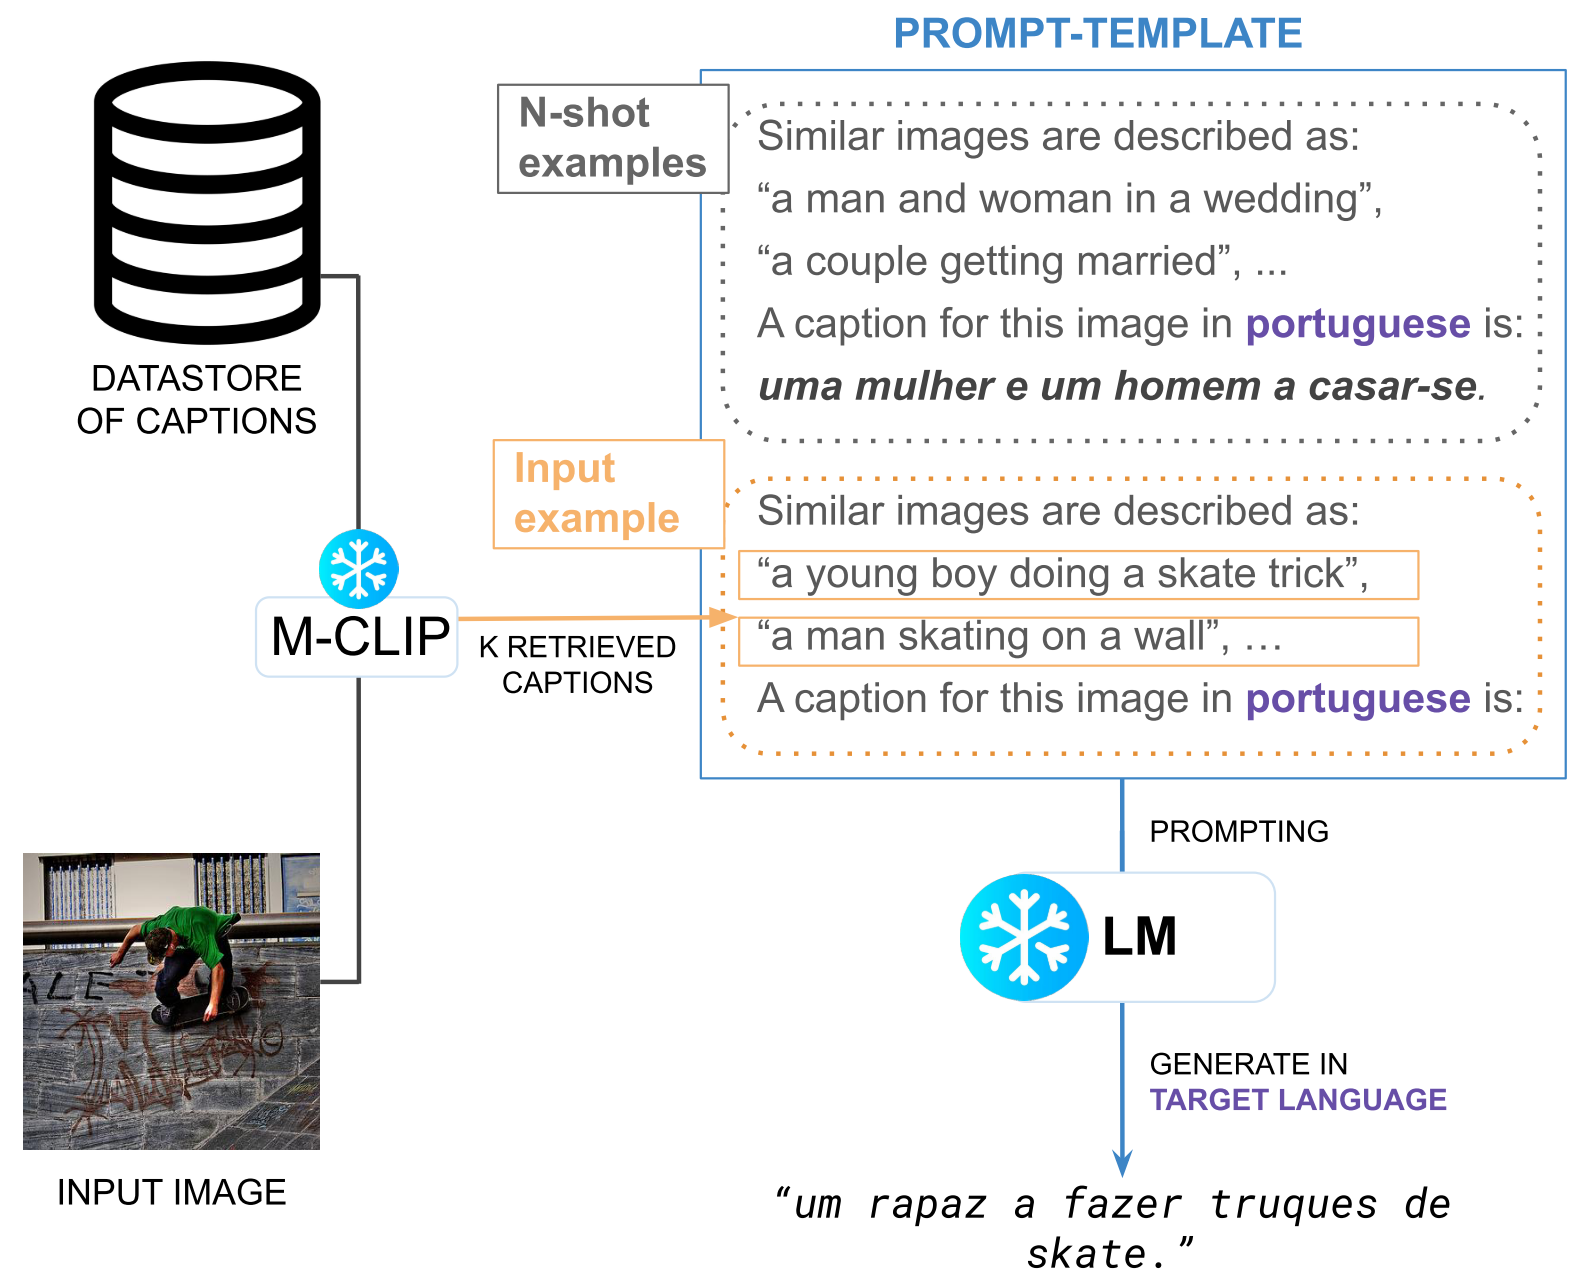 PROMPT-TEMPLATE
N-shot
examples
Similar images are described as:
“a man and woman in a wedding”,
“a couple getting married”, ...
A caption for this image in portuguese is:
uma mulher e um homem a casar-se.
DATASTORE
OF CAPTIONS
Input
example
Similar images are described as:
“a young boy doing a skate trick”,
“a man skating on a wall”, …
A caption for this image in portuguese is:
M-CLIP
K RETRIEVED
CAPTIONS
PROMPTING
LM
ALE
INPUT IMAGE
GENERATE IN
TARGET LANGUAGE
“um rapaz a fazer truques de
skate.”